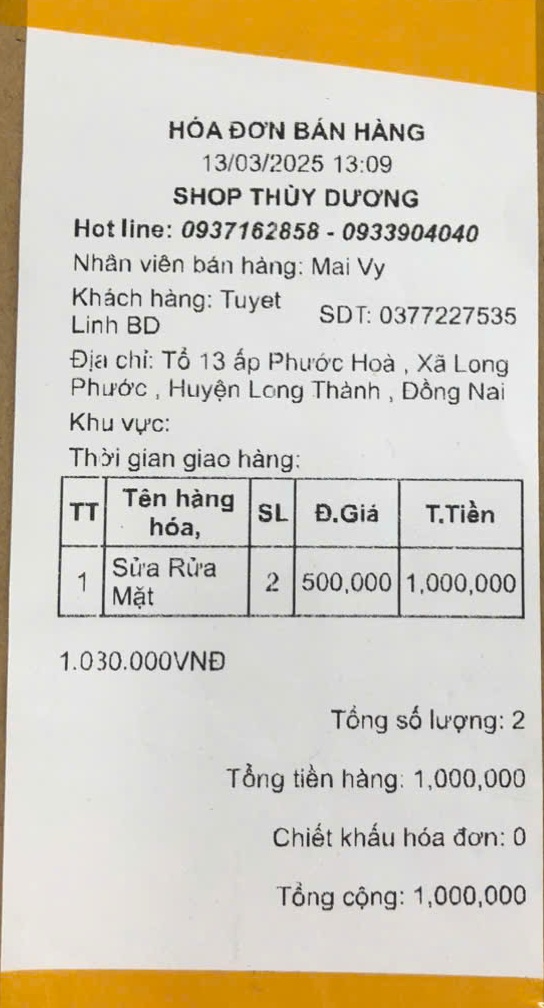 HÓA ĐƠN BÁN HÀNG
13/03/2025 13:09
SHOP THÙY DƯƠNG
Hot line: 0937162858 - 0933904040
Nhân viên bán hàng: Mai Vy
Khách hàng: Tuyet Linh BD SDT: 0377227535
Địa chỉ: Tổ 13 ấp Phước Hoà , Xã Long
Phước , Huyện Long Thành , Đồng Nai
Khu vực:
Thời gian giao hàng:
TT Tên hàng hóa, SL Đ.Giá T.Tiền
1 Sửa Rửa Mặt 2 500,000 1,000,000
1.030.000VNĐ
Tổng số lượng: 2
Tổng tiền hàng: 1,000,000
Chiết khấu hóa đơn: 0
Tổng cộng: 1,000,000